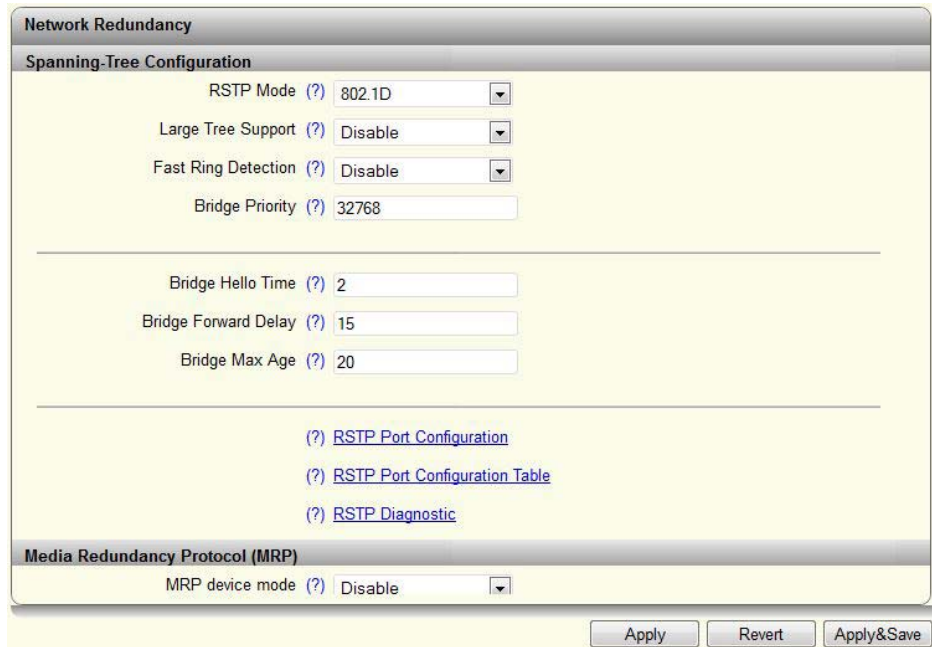 Network Redundancy
Spanning-Tree Configuration
RSTP Mode (?) 802.1D
Large Tree Support (?) Disable
Fast Ring Detection (?) Disable
Bridge Priority (?) 32768
Bridge Hello Time (?) 2
Bridge Forward Delay (?) 15
Bridge Max Age (?) 20
(?) RSTP Port Configuration
(?) RSTP Port Configuration Table
(?) RSTP Diagnostic
Media Redundancy Protocol (MRP)
MRP device mode (?) Disable
Apply Revert Apply&Save